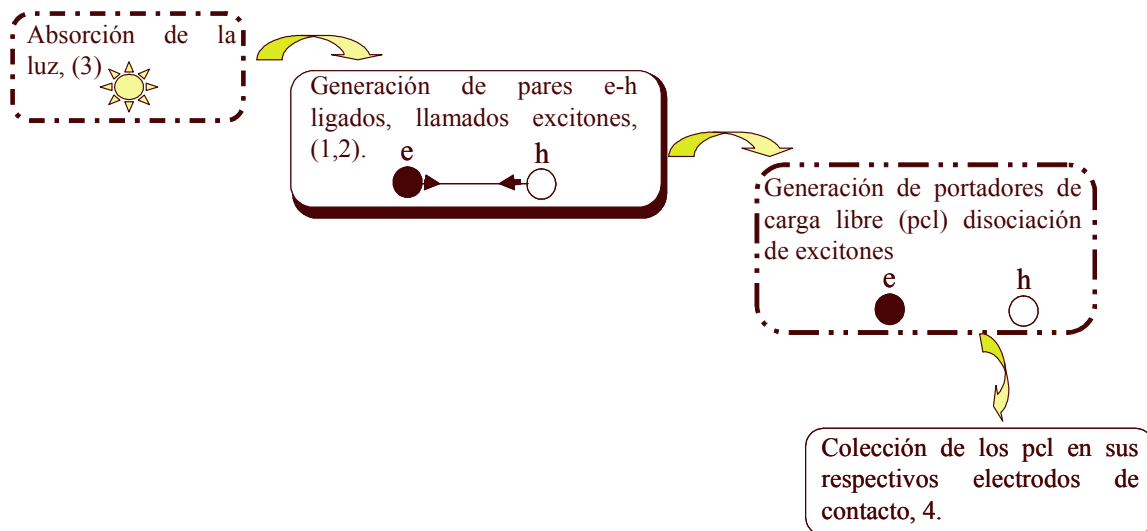 Absorción de la
luz, (3)
Generación de pares e-h
ligados, llamados excitones,
(1,2).
e h
Generación de portadores de
carga libre (pcl) disociación
de excitones
e h
Colección de los pcl en sus
respectivos electrodos de
contacto, 4.